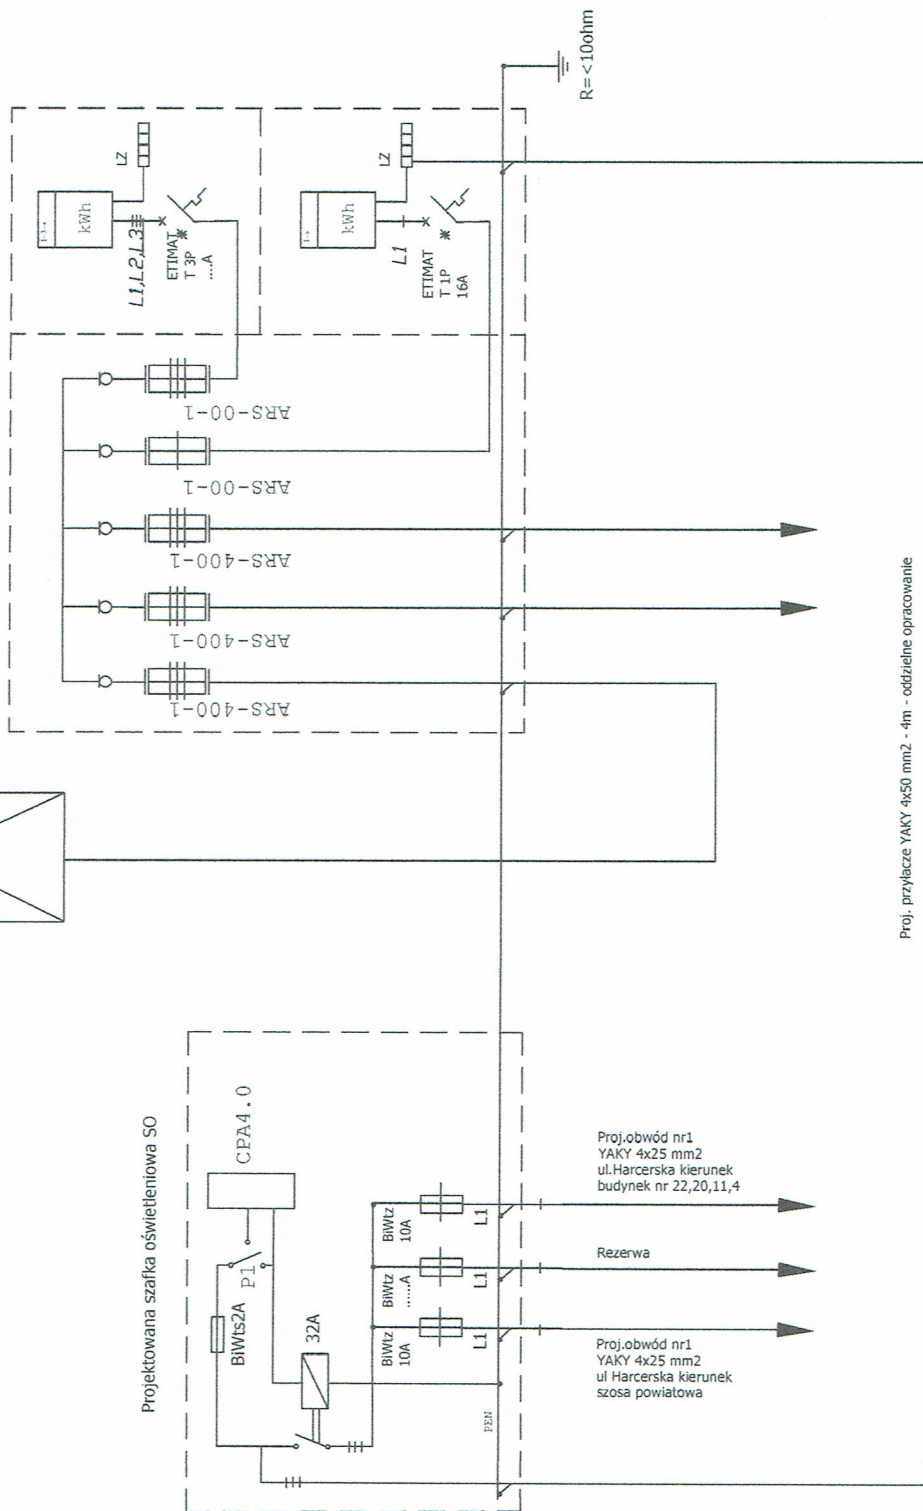 R=<10ohm
LZ
kWh
L1,L2,L3
ETIMAT
T 3P
....A
LZ
kWh
L1
ETIMAT
T 1P
16A
ARS-00-1
ARS-00-1
ARS-400-1
ARS-400-1
ARS-400-1
Proj. przyłacze YAKY 4x50 mm2 - 4m - oddzielne opracowanie
Projektowana szafka oświetleniowa SO
CPA4.0
P1
BiWts2A
32A
BiWtz
10A
L1
BiWtz
......A
L1
BiWtz
10A
L1
PEN
Proj.obwód nr1
YAKY 4x25 mm2
ul.Harcerska kierunek
budynek nr 22,20,11,4
Rezerwa
Proj.obwód nr1
YAKY 4x25 mm2
ul Harcerska kierunek
szosa powiatowa